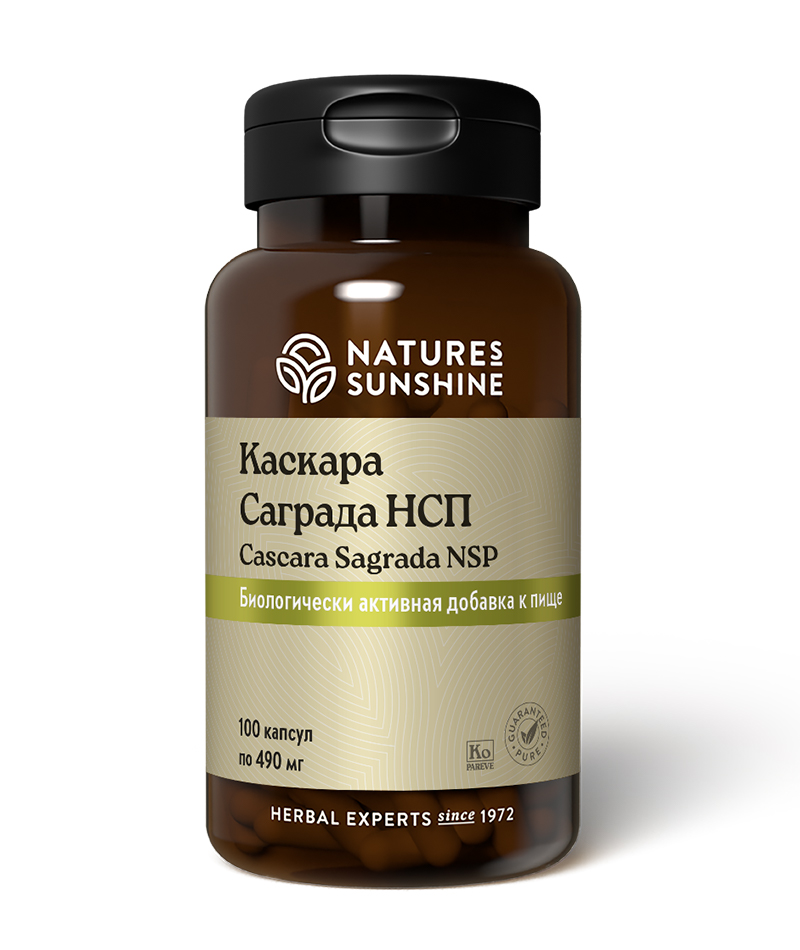 NATURE'S
SUNSHINE
Каскара
Саграда НСП
Cascara Sagrada NSP
Биологически активная добавка к пище
100 капсул
по 490 мг
Ko
PAREVE
GUARANTEED
PURE
HERBAL EXPERTS since 1972